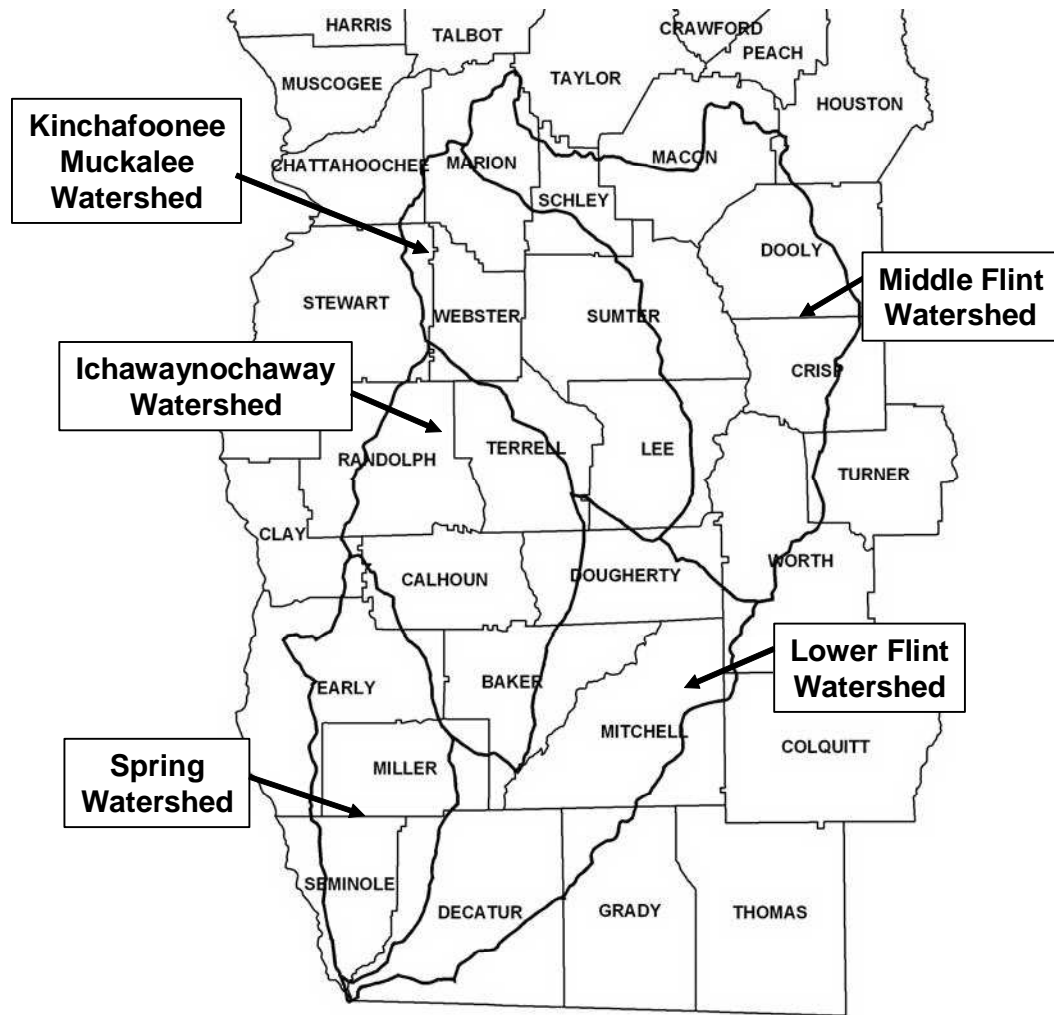 HARRIS
TALBOT
CRAWFORD
PEACH
TAYLOR
MUSCOGEE
HOUSTON
Kinchafoonee
Muckalee
Watershed
CHATTAHOOCHEE
MARION
MACON
SCHLEY
DOOLY
Middle Flint
Watershed
STEWART
WEBSTER
SUMTER
CRISP
Ichawaynochaway
Watershed
RANDOLPH
TERRELL
LEE
TURNER
CLAY
CALHOUN
DOUGHERTY
WORTH
Lower Flint
Watershed
EARLY
BAKER
MITCHELL
COLQUITT
Spring
Watershed
MILLER
SEMINOLE
DECATUR
GRADY
THOMAS